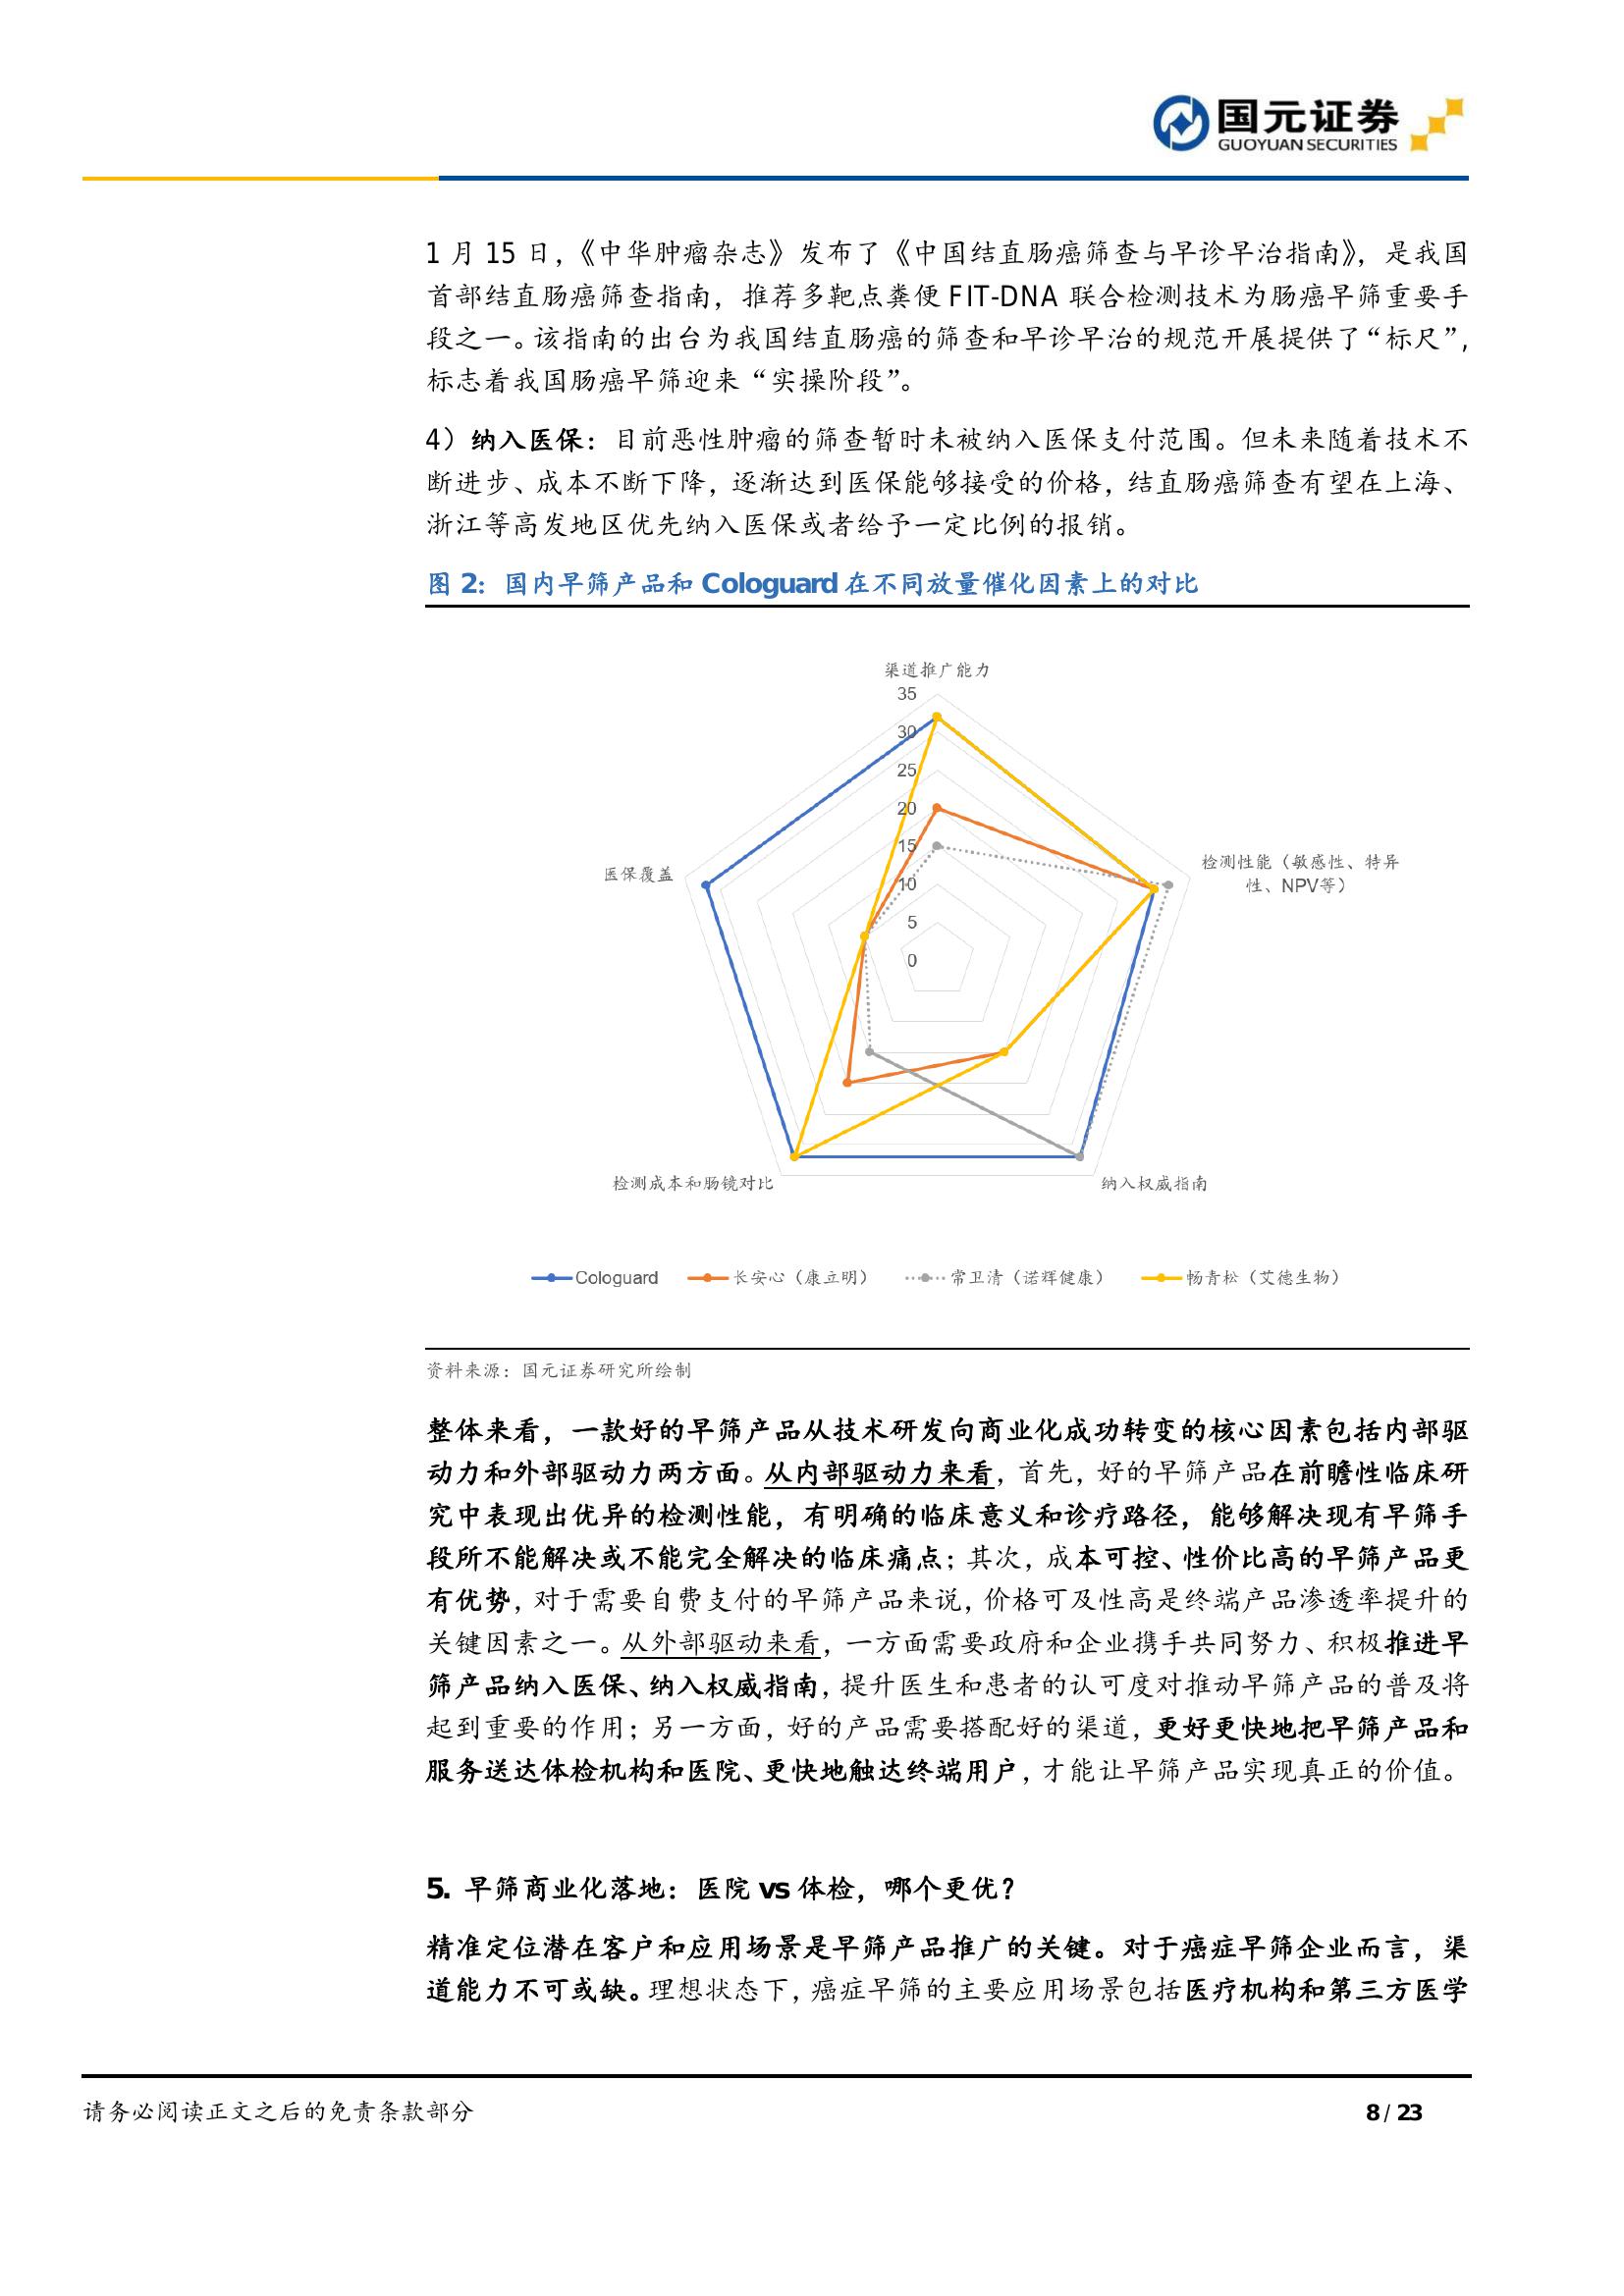 国元证券
GUOYUAN SECURITIES
1 月 15 日，《中华肿瘤杂志》发布了《中国结直肠癌筛查与早诊早治指南》，是我国
首部结直肠癌筛查指南，推荐多靶点粪便 FIT-DNA 联合检测技术为肠癌早筛重要手
段之一。该指南的出台为我国结直肠癌的筛查和早诊早治的规范开展提供了“标尺”，
标志着我国肠癌早筛迎来“实操阶段”。
4）纳入医保：目前恶性肿瘤的筛查暂时未被纳入医保支付范围。但未来随着技术不
断进步、成本不断下降，逐渐达到医保能够接受的价格，结直肠癌筛查有望在上海、
浙江等高发地区优先纳入医保或者给予一定比例的报销。
图 2：国内早筛产品和 Cologuard 在不同放量催化因素上的对比
渠道推广能力
35
30
25
20
15
10
5
0
检测性能（敏感性、特异
性、NPV等）
医保覆盖
检测成本和肠镜对比
纳入权威指南
Cologuard
长安心（康立明）
常卫清（诺辉健康）
畅青松（艾德生物）
资料来源：国元证券研究所绘制
整体来看，一款好的早筛产品从技术研发向商业化成功转变的核心因素包括内部驱
动力和外部驱动力两方面。从内部驱动力来看，首先，好的早筛产品在前瞻性临床研
究中表现出优异的检测性能，有明确的临床意义和诊疗路径，能够解决现有早筛手
段所不能解决或不能完全解决的临床痛点；其次，成本可控、性价比高的早筛产品更
有优势，对于需要自费支付的早筛产品来说，价格可及性高是终端产品渗透率提升的
关键因素之一。从外部驱动来看，一方面需要政府和企业携手共同努力、积极推进早
筛产品纳入医保、纳入权威指南，提升医生和患者的认可度对推动早筛产品的普及将
起到重要的作用；另一方面，好的产品需要搭配好的渠道，更好更快地把早筛产品和
服务送达体检机构和医院、更快地触达终端用户，才能让早筛产品实现真正的价值。
5. 早筛商业化落地：医院 vs 体检，哪个更优？
精准定位潜在客户和应用场景是早筛产品推广的关键。对于癌症早筛企业而言，渠
道能力不可或缺。理想状态下，癌症早筛的主要应用场景包括医疗机构和第三方医学
请务必阅读正文之后的免责条款部分
8 / 23